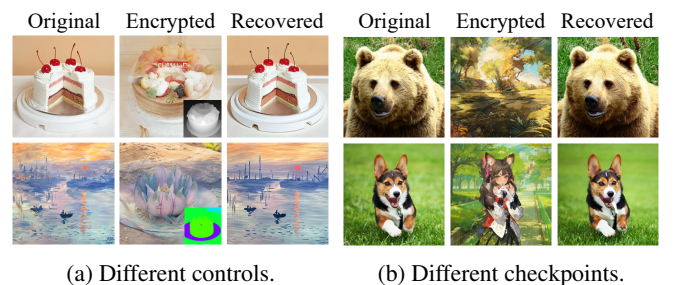 Original Encrypted Recovered Original Encrypted Recovered
(a) Different controls. (b) Different checkpoints.